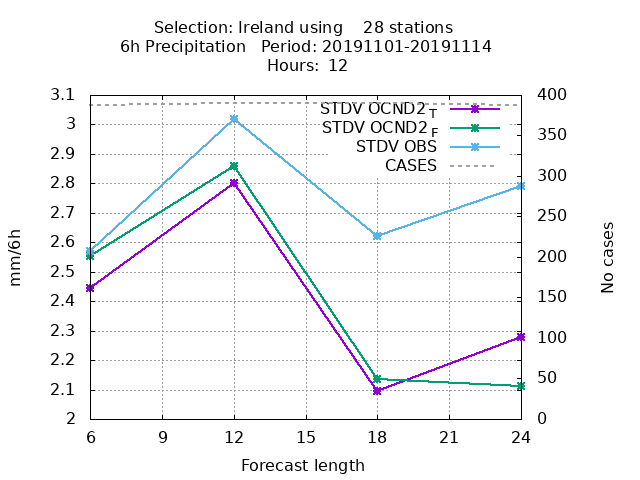 Selection: Ireland using    28 stations
6h Precipitation   Period: 20191101-20191114
Hours: 12
STDV OCND2 T
STDV OCND2 F
STDV OBS
CASES
3.1
3
2.9
2.8
2.7
2.6
2.5
2.4
2.3
2.2
2.1
2
400
350
300
250
200
150
100
50
0
mm/6h
No cases
6 9 12 15 18 21 24
Forecast length